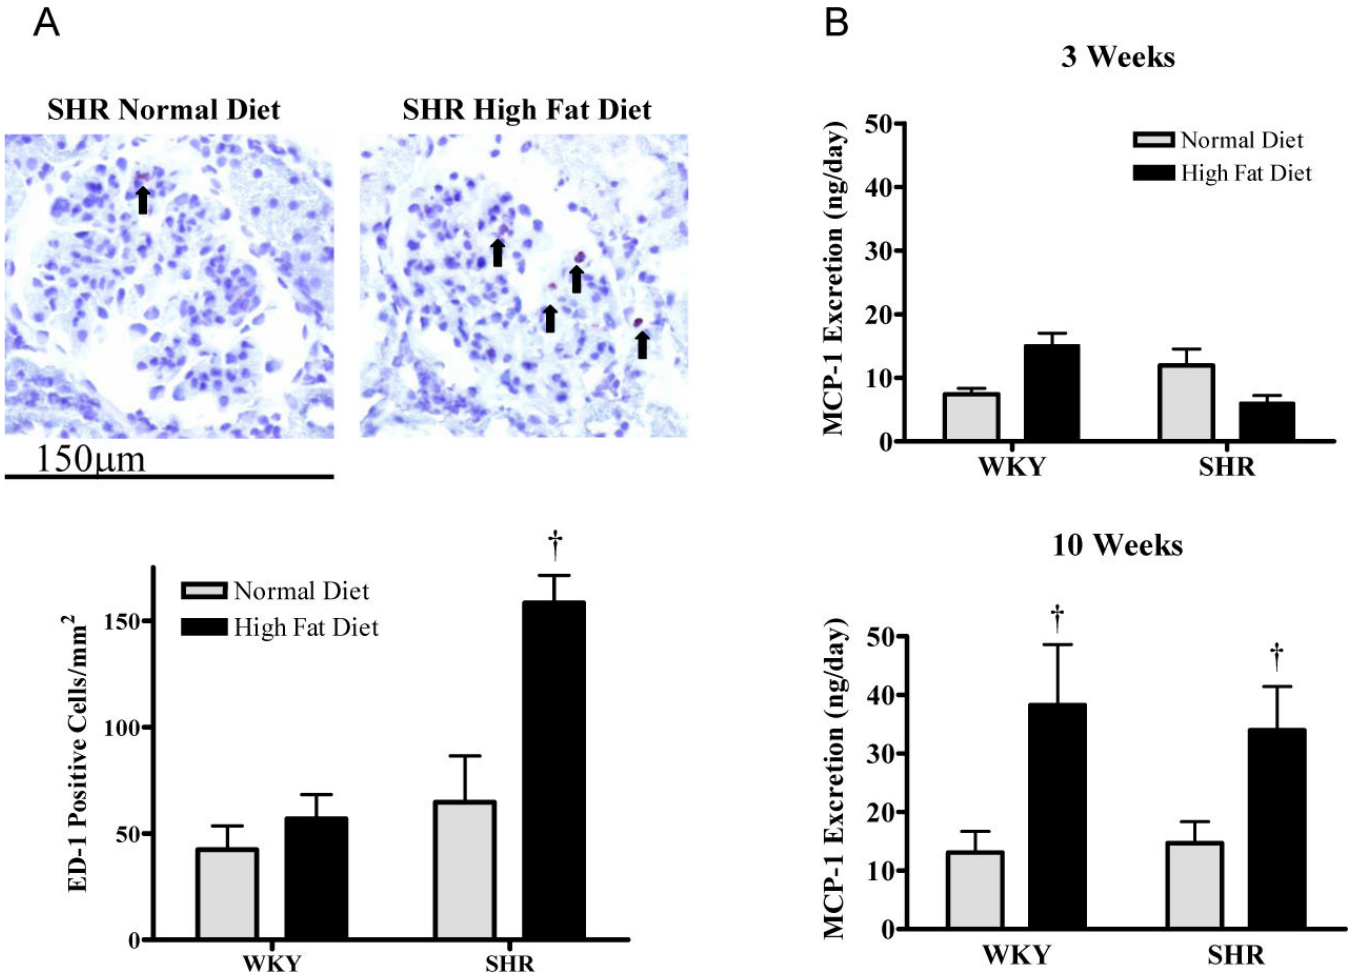 A
SHR Normal Diet
SHR High Fat Diet
150μm
†
Normal Diet
High Fat Diet
ED-1 Positive Cells/mm²
150
100
50
0
WKY
SHR
B
3 Weeks
Normal Diet
High Fat Diet
MCP-1 Excretion (ng/day)
50
40
30
20
10
0
WKY
SHR
10 Weeks
†
†
MCP-1 Excretion (ng/day)
50
40
30
20
10
0
WKY
SHR